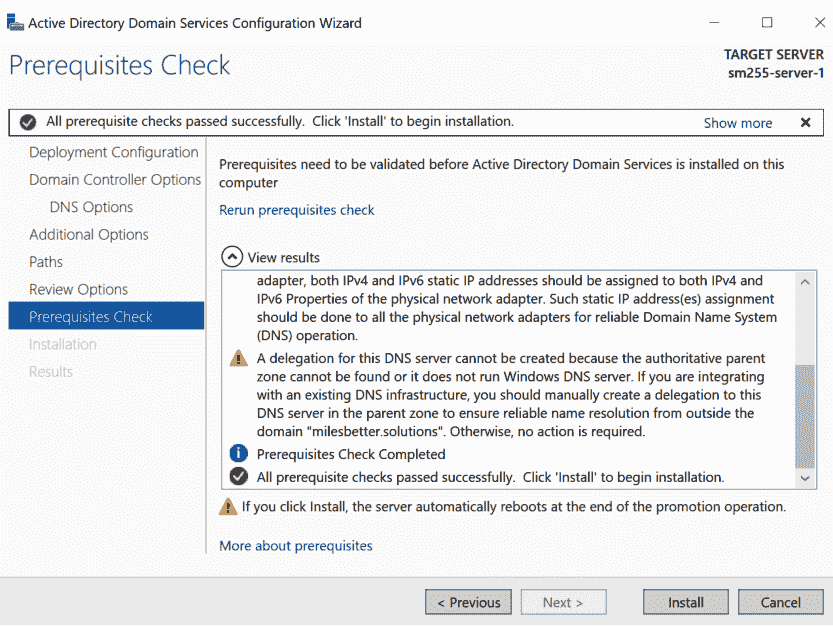 Active Directory Domain Services Configuration Wizard
Prerequisites Check
TARGET SERVER
sm255-server-1
All prerequisite checks passed successfully.  Click 'Install' to begin installation.
Show more
Deployment Configuration
Domain Controller Options
DNS Options
Additional Options
Paths
Review Options
Prerequisites Check
Installation
Results
Prerequisites need to be validated before Active Directory Domain Services is installed on this
computer
Rerun prerequisites check
View results
adapter, both IPv4 and IPv6 static IP addresses should be assigned to both IPv4 and
IPv6 Properties of the physical network adapter. Such static IP address(es) assignment
should be done to all the physical network adapters for reliable Domain Name System
(DNS) operation.
A delegation for this DNS server cannot be created because the authoritative parent
zone cannot be found or it does not run Windows DNS server. If you are integrating
with an existing DNS infrastructure, you should manually create a delegation to this
DNS server in the parent zone to ensure reliable name resolution from outside the
domain "milesbetter.solutions". Otherwise, no action is required.
Prerequisites Check Completed
All prerequisite checks passed successfully.  Click 'Install' to begin installation.
If you click Install, the server automatically reboots at the end of the promotion operation.
More about prerequisites
< Previous
Next >
Install
Cancel